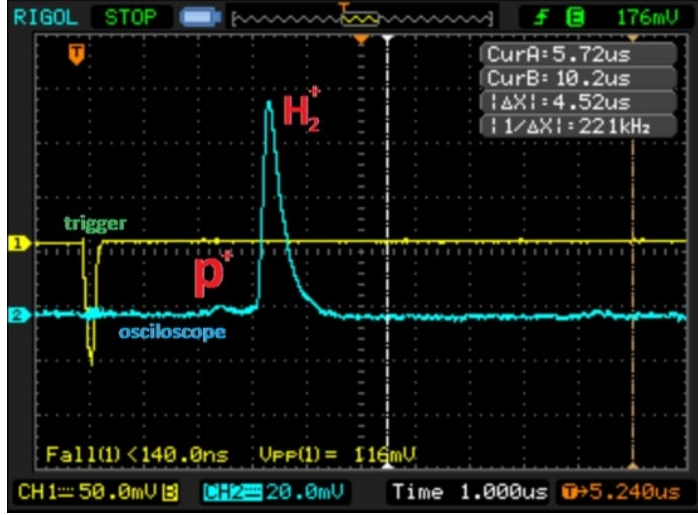 RIGOL STOP T 176mV
T
CurA: 5.72us
CurB: 10.2us
|ΔX|: 4.52us
|1/ΔX|: 221kHz
H₂⁺
trigger
1
p⁺
2
osciloscope
Fall(1)<140.0ns Vpp(1)= 116mV
CH1 50.0mV B CH2 20.0mV Time 1.000us T→5.240us